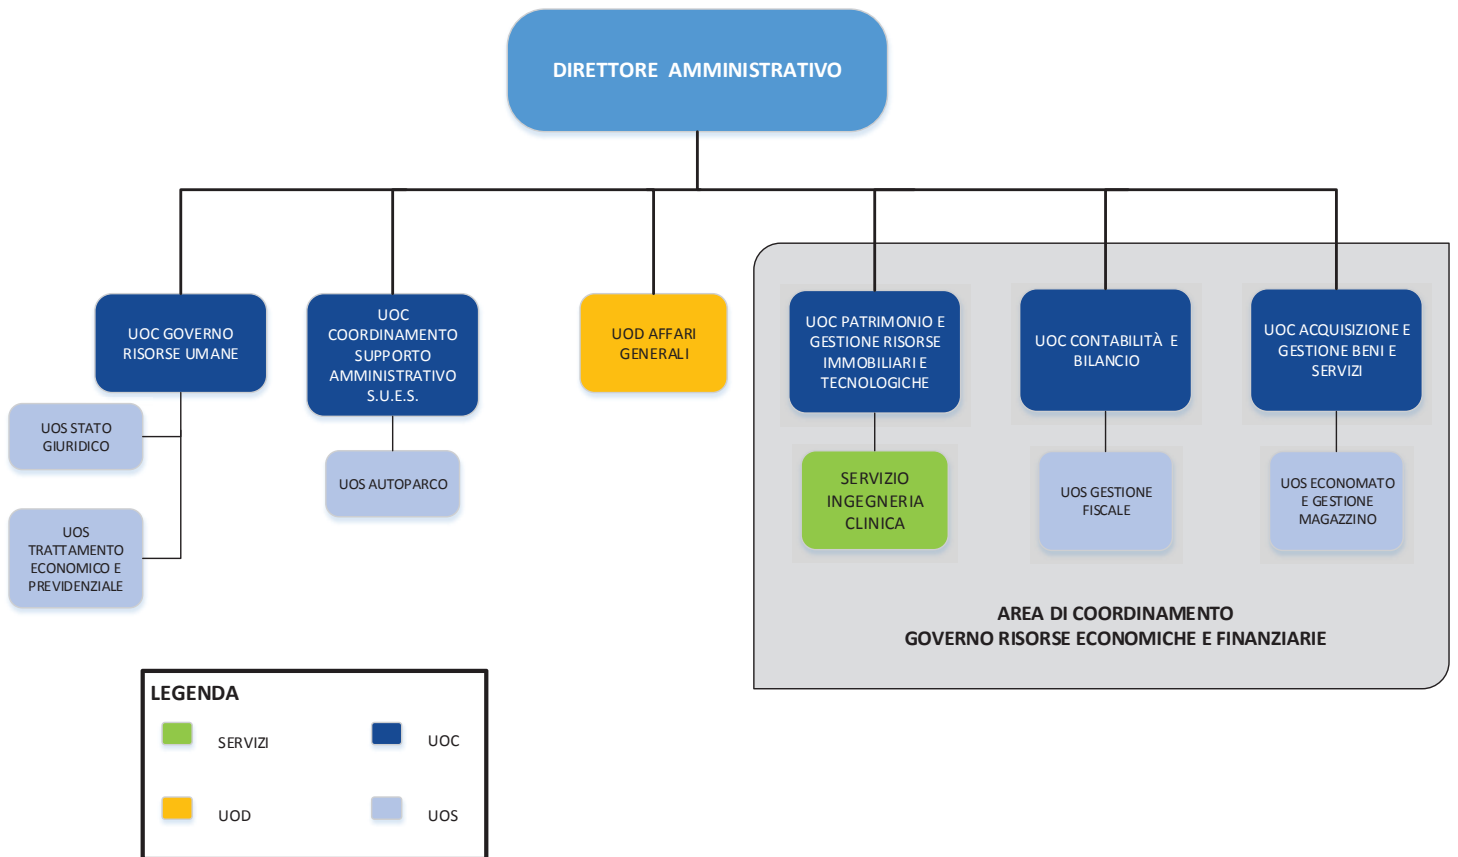 DIRETTORE AMMINISTRATIVO
UOC GOVERNO
RISORSE UMANE
UOS STATO
GIURIDICO
UOS
TRATTAMENTO
ECONOMICO E
PREVIDENZIALE
UOC
COORDINAMENTO
SUPPORTO
AMMINISTRATIVO
S.U.E.S.
UOS AUTOPARCO
UOD AFFARI
GENERALI
UOC PATRIMONIO E
GESTIONE RISORSE
IMMOBILIARI E
TECNOLOGICHE
SERVIZIO
INGEGNERIA
CLINICA
UOC CONTABILITÀ E
BILANCIO
UOS GESTIONE
FISCALE
UOC ACQUISIZIONE E
GESTIONE BENI E
SERVIZI
UOS ECONOMATO
E GESTIONE
MAGAZZINO
AREA DI COORDINAMENTO
GOVERNO RISORSE ECONOMICHE E FINANZIARIE
LEGENDA
SERVIZI
UOC
UOD
UOS